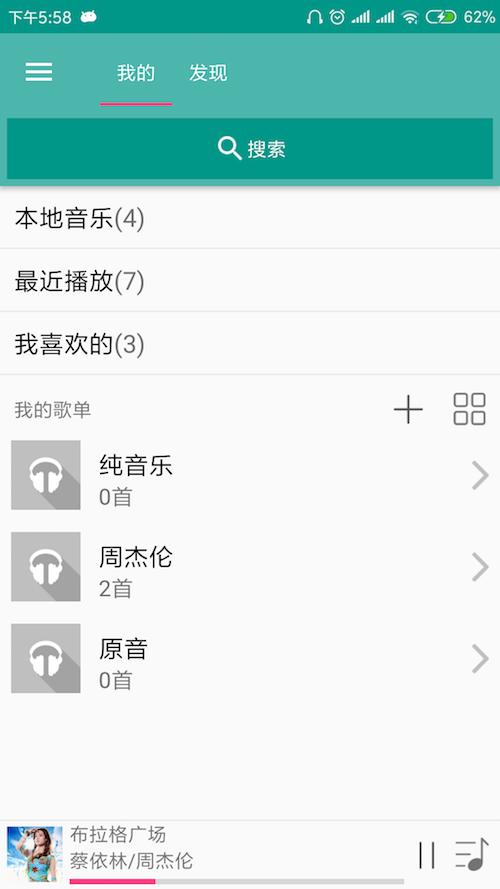 下午5:58 62%
我的 发现
搜索
本地音乐(4)
最近播放(7)
我喜欢的(3)
我的歌单
纯音乐
0首
周杰伦
2首
原音
0首
布拉格广场
蔡依林/周杰伦